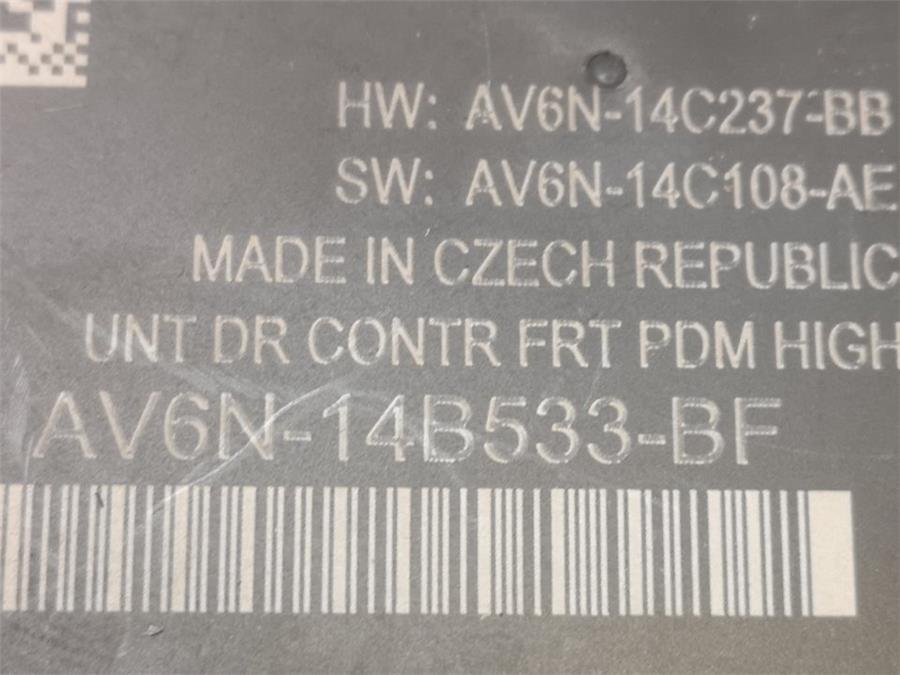 HW: AV6N-14C237-BB
SW: AV6N-14C108-AE
MADE IN CZECH REPUBLIC
UNT DR CONTR FRT PDM HIGH
AV6N-14B533-BF